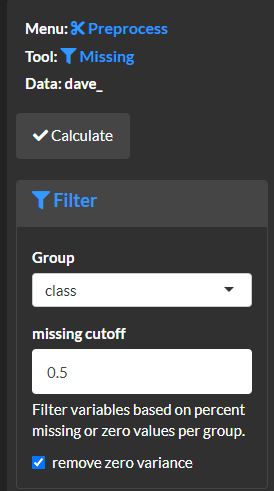 Menu: Preprocess
Tool: Missing
Data: dave_
Calculate
Filter
Group
class
missing cutoff
0.5
Filter variables based on percent
missing or zero values per group.
remove zero variance